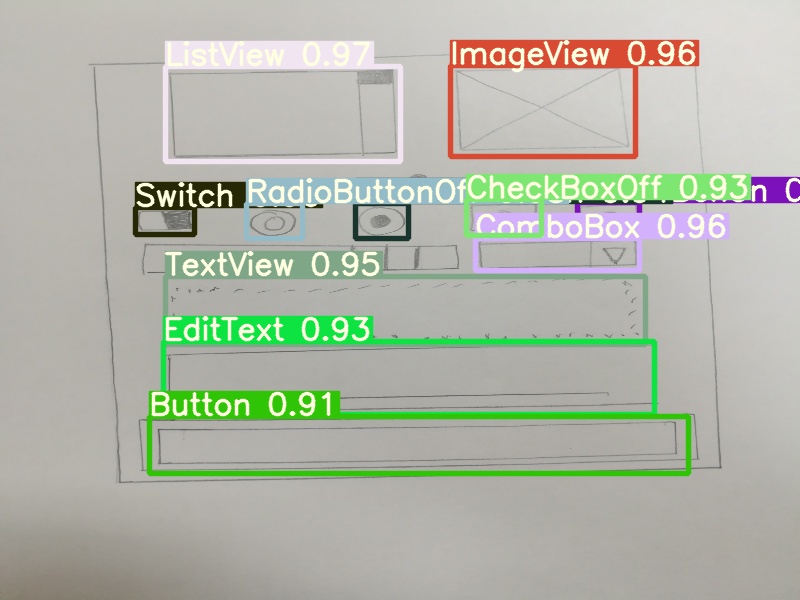 ListView 0.97
ImageView 0.96
Switch RadioButtonOf CheckBoxOff 0.93
ComboBox 0.96
TextView 0.95
EditText 0.93
Button 0.91